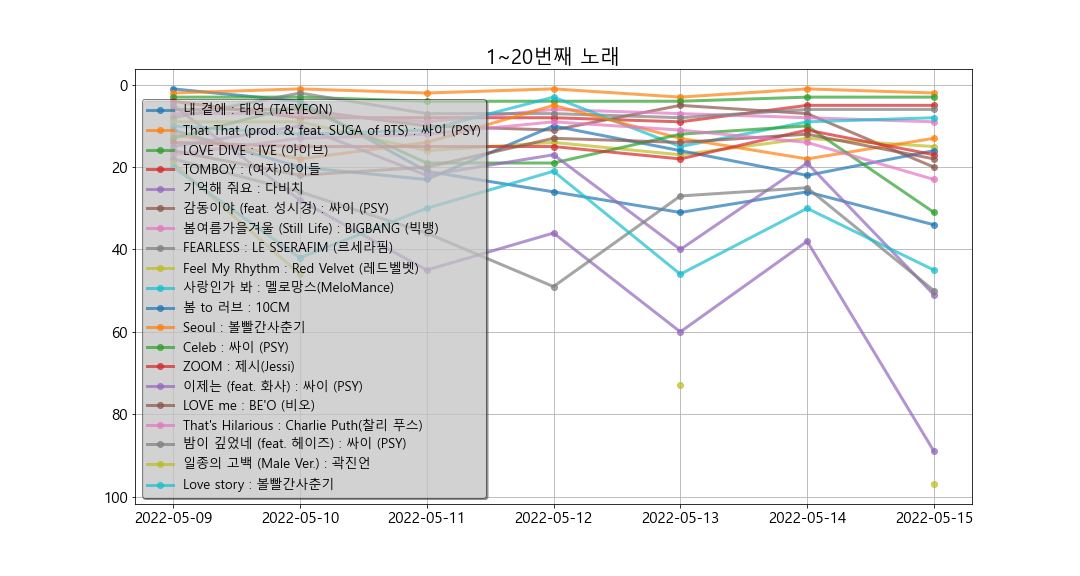 1~20번째 노래
0
20
40
60
80
100
내 곁에 : 태연 (TAEYEON)
That That (prod. & feat. SUGA of BTS) : 싸이 (PSY)
LOVE DIVE : IVE (아이브)
TOMBOY : (여자)아이들
기억해 줘요 : 다비치
감동이야 (feat. 성시경) : 싸이 (PSY)
봄여름가을겨울 (Still Life) : BIGBANG (빅뱅)
FEARLESS : LE SSERAFIM (르세라핌)
Feel My Rhythm : Red Velvet (레드벨벳)
사랑인가 봐 : 멜로망스(MeloMance)
봄 to 러브 : 10CM
Seoul : 볼빨간사춘기
Celeb : 싸이 (PSY)
ZOOM : 제시(Jessi)
이제는 (feat. 화사) : 싸이 (PSY)
LOVE me : BE'O (비오)
That's Hilarious : Charlie Puth(찰리 푸스)
밤이 깊었네 (feat. 헤이즈) : 싸이 (PSY)
일종의 고백 (Male Ver.) : 곽진언
Love story : 볼빨간사춘기
2022-05-09 2022-05-10 2022-05-11 2022-05-12 2022-05-13 2022-05-14 2022-05-15